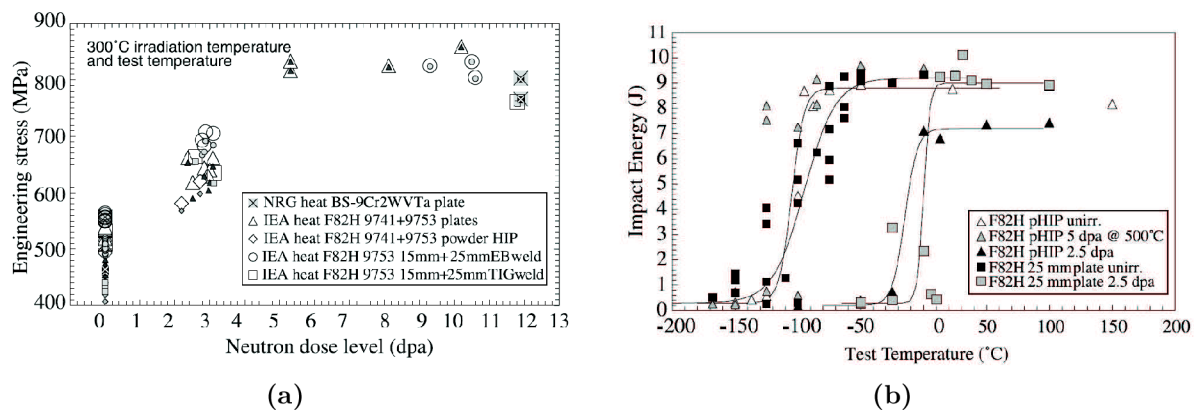 900
800
700
600
500
400
Engineering stress (MPa)
300˚C irradiation temperature
and test temperature
NRG heat BS-9Cr2WVTa plate
IEA heat F82H 9741+9753 plates
IEA heat F82H 9741+9753 powder HIP
IEA heat F82H 9753 15mm+25mmEBweld
IEA heat F82H 9753 15mm+25mmTIGweld
0 1 2 3 4 5 6 7 8 9 10 11 12 13
Neutron dose level (dpa)
(a)
11
10
9
8
7
6
5
4
3
2
1
0
Impact Energy (J)
F82H pHIP unirr.
F82H pHIP 5 dpa @ 500˚C
F82H pHIP 2.5 dpa
F82H 25 mmplate unirr.
F82H 25 mmplate 2.5 dpa
-200 -150 -100 -50 0 50 100 150 200
Test Temperature (˚C)
(b)